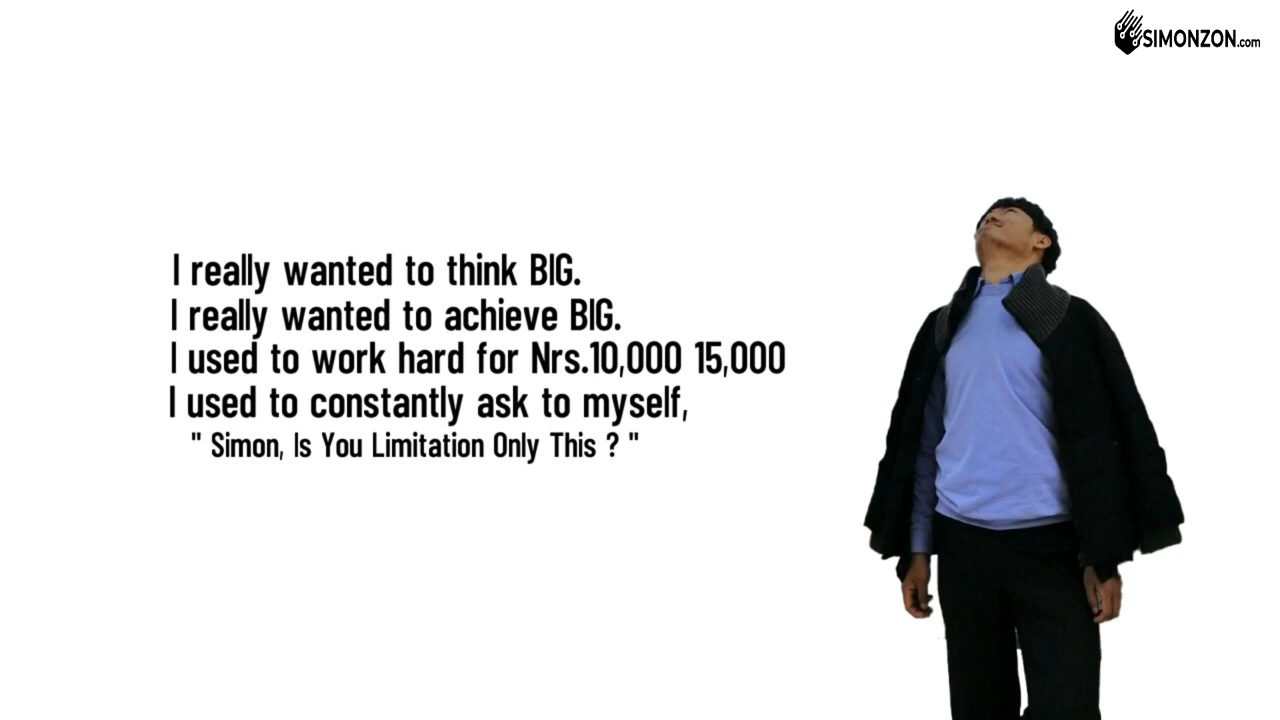 SIMONZON.com
I really wanted to think BIG.
I really wanted to achieve BIG.
I used to work hard for Nrs.10,000 15,000
I used to constantly ask to myself,
" Simon, Is You Limitation Only This ? "